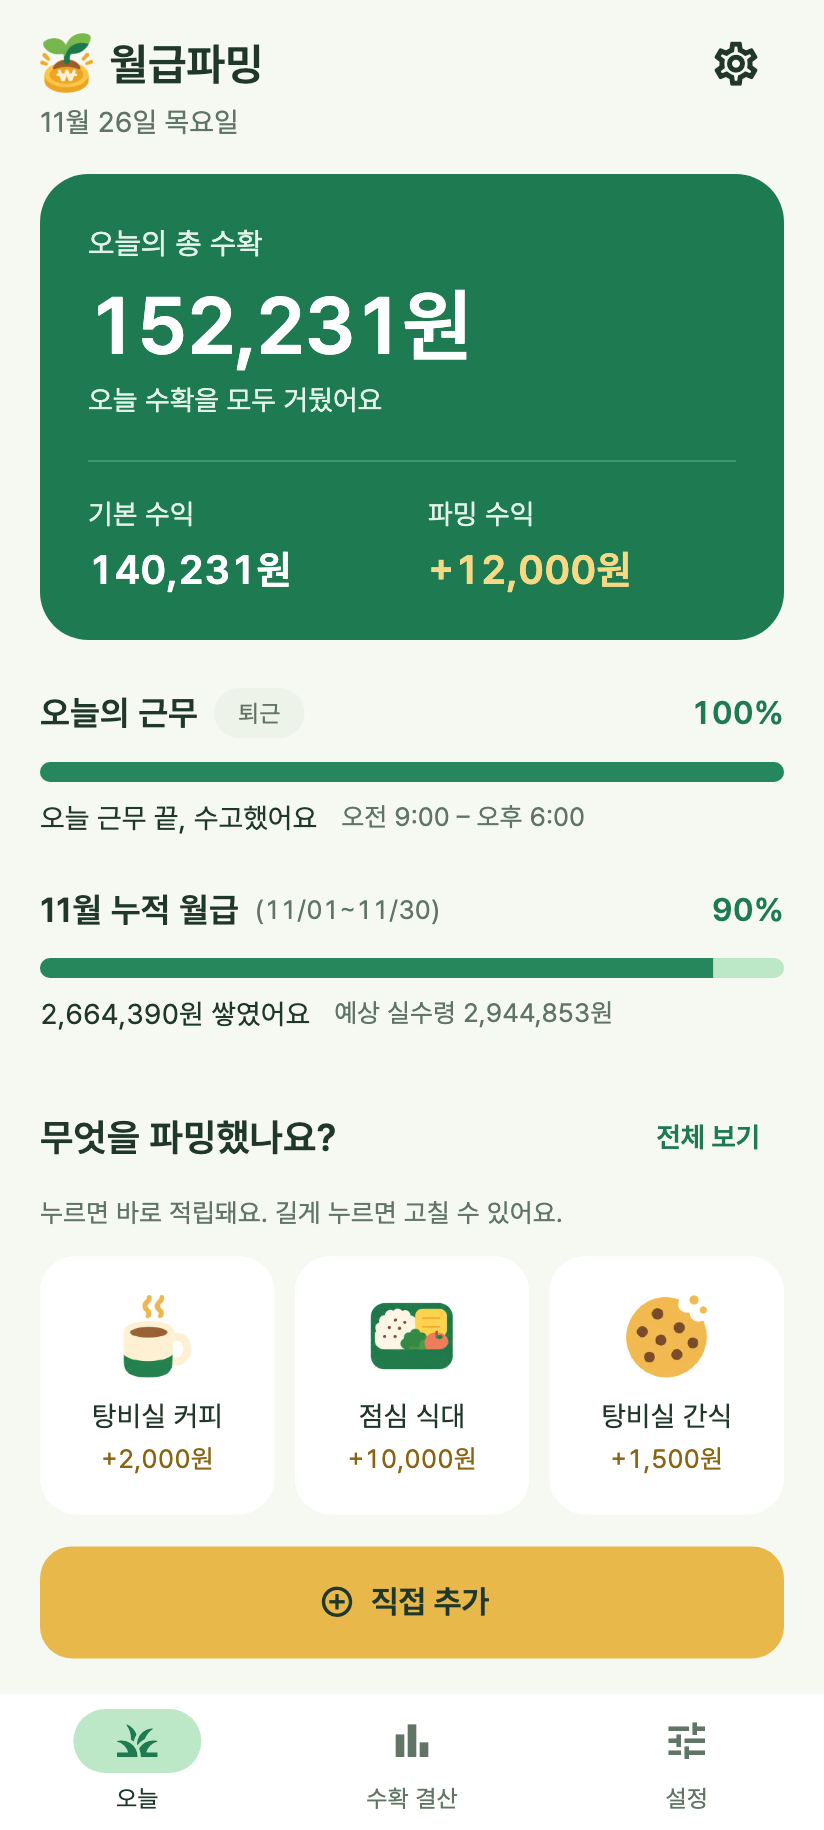 월급파밍
11월 26일 목요일
오늘의 총 수확
152,231원
오늘 수확을 모두 거뒀어요
기본 수익 파밍 수익
140,231원 +12,000원
오늘의 근무 퇴근 100%
오늘 근무 끝, 수고했어요 오전 9:00 – 오후 6:00
11월 누적 월급 (11/01~11/30) 90%
2,664,390원 쌓였어요 예상 실수령 2,944,853원
무엇을 파밍했나요? 전체 보기
누르면 바로 적립돼요. 길게 누르면 고칠 수 있어요.
탕비실 커피 점심 식대 탕비실 간식
+2,000원 +10,000원 +1,500원
직접 추가
오늘 수확 결산 설정